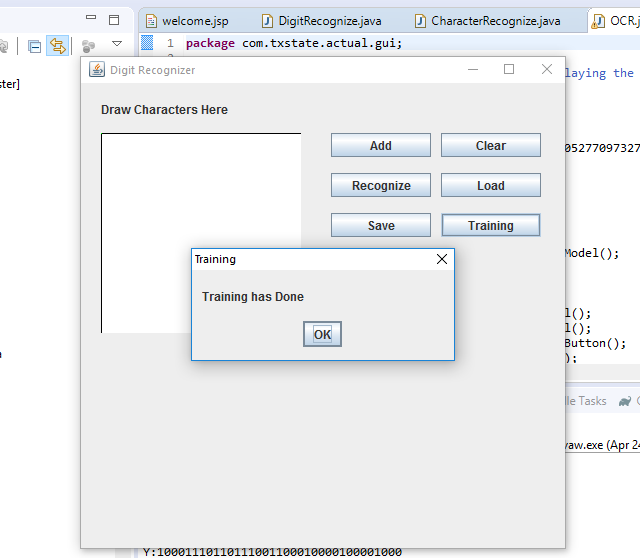 welcome.jsp DigitRecognize.java CharacterRecognize.java OCR.j
1 package com.txstate.actual.gui;
Digit Recognizer
laying the
ster]
Draw Characters Here
Add Clear
05277097327
Recognize Load
Save Training
Model();
Training
Training has Done
l();
l();
OK
Button();
);
le Tasks
vaw.exe (Apr 24